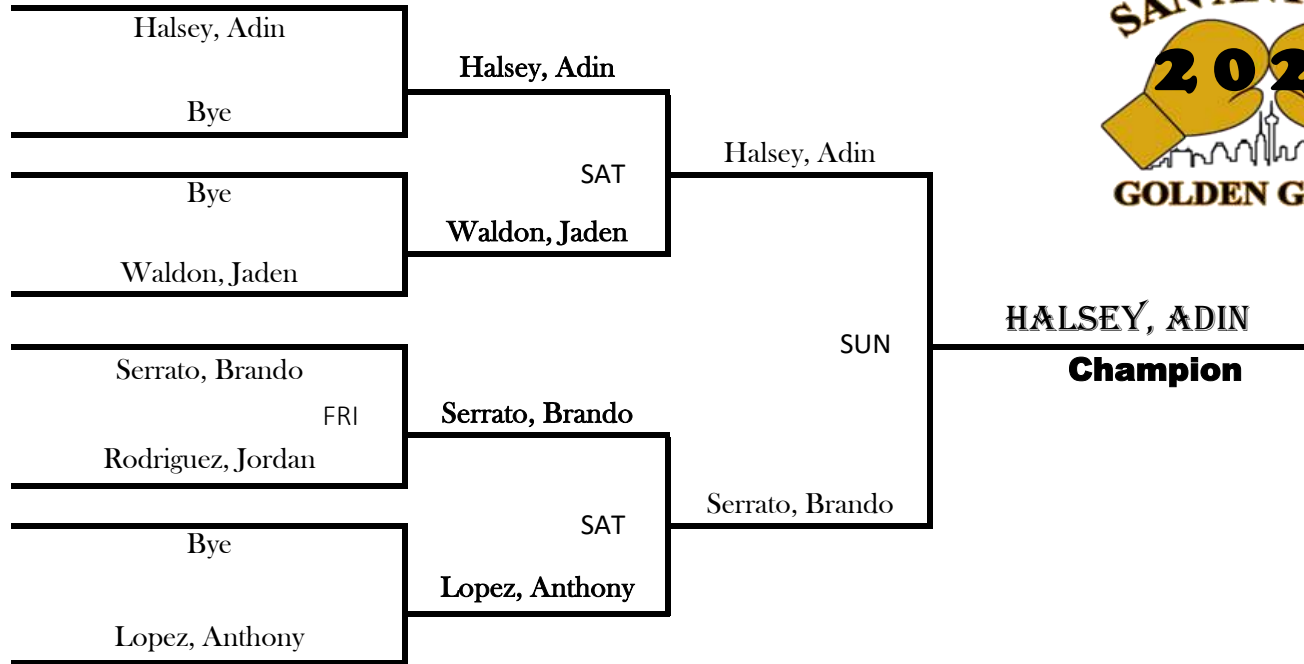 Halsey, Adin
Bye
Bye
Waldon, Jaden
Serrato, Brando
FRI
Rodriguez, Jordan
Bye
Lopez, Anthony
Halsey, Adin
SAT
Waldon, Jaden
Serrato, Brando
SAT
Lopez, Anthony
Halsey, Adin
SUN
Serrato, Brando
HALSEY, ADIN
Champion
202
GOLDEN G